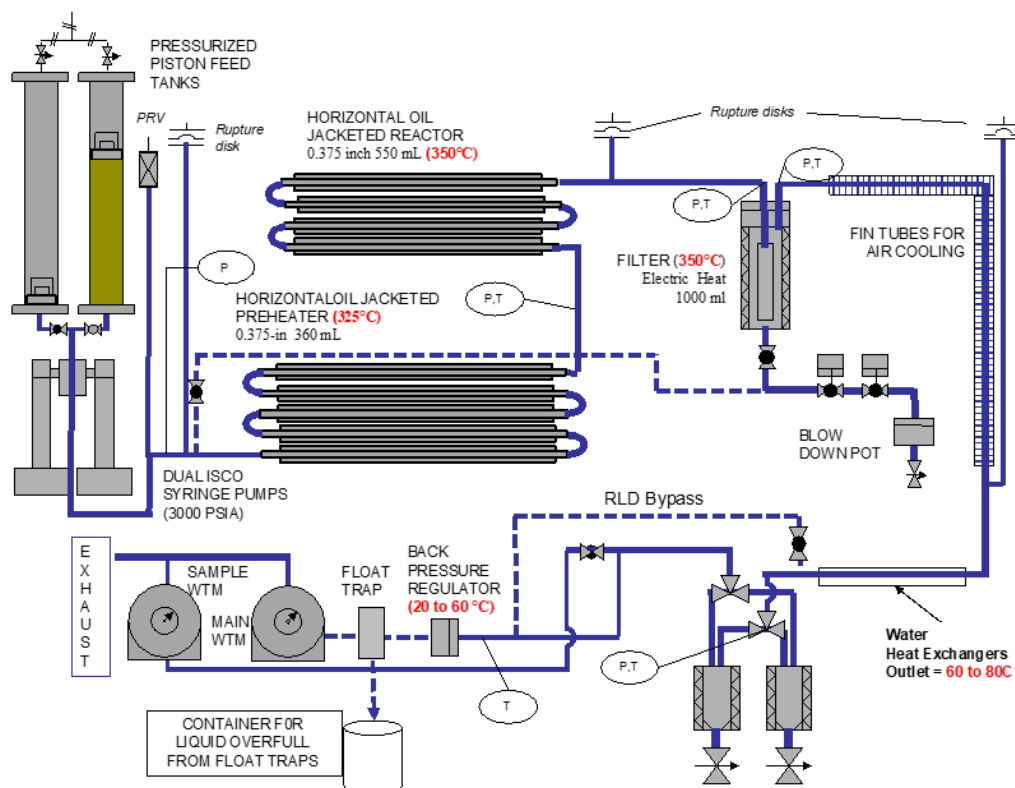 PRESSURIZED
PISTON FEED
TANKS
PRV
Rupture
disk
HORIZONTAL OIL
JACKETED REACTOR
0.375 inch 550 mL (350°C)
Rupture disks
P,T
P,T
FIN TUBES FOR
AIR COOLING
FILTER (350°C)
Electric Heat
1000 ml
P
P,T
HORIZONTALOIL JACKETED
PREHEATER (325°C)
0.375-in 360 mL
BLOW
DOWN POT
DUAL ISCO
SYRINGE PUMPS
(3000 PSIA)
RLD Bypass
EXHAUST
SAMPLE
WTM
MAIN
WTM
FLOAT
TRAP
BACK
PRESSURE
REGULATOR
(20 to 60 °C)
Water
Heat Exchangers
Outlet = 60 to 80C
P,T
T
CONTAINER F0R
LIQUID OVERFULL
FROM FLOAT TRAPS